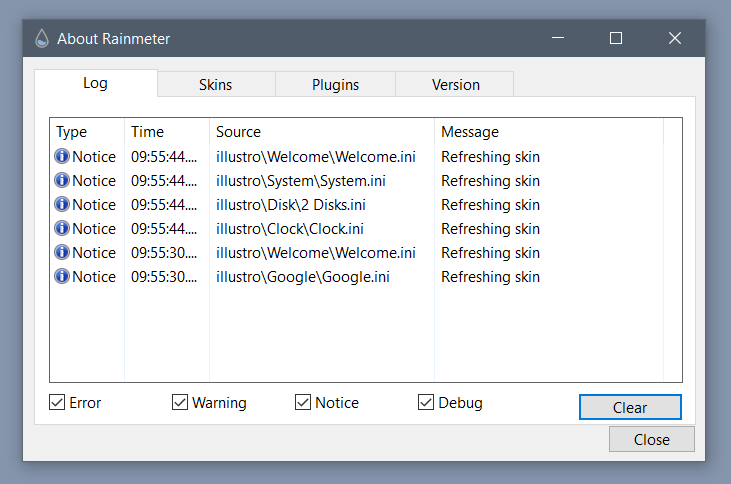 About Rainmeter
Log Skins Plugins Version
Type Time Source Message
Notice 09:55:44.... illustro\Welcome\Welcome.ini Refreshing skin
Notice 09:55:44.... illustro\System\System.ini Refreshing skin
Notice 09:55:44.... illustro\Disk\2 Disks.ini Refreshing skin
Notice 09:55:44.... illustro\Clock\Clock.ini Refreshing skin
Notice 09:55:30.... illustro\Welcome\Welcome.ini Refreshing skin
Notice 09:55:30.... illustro\Google\Google.ini Refreshing skin
Error Warning Notice Debug Clear
Close